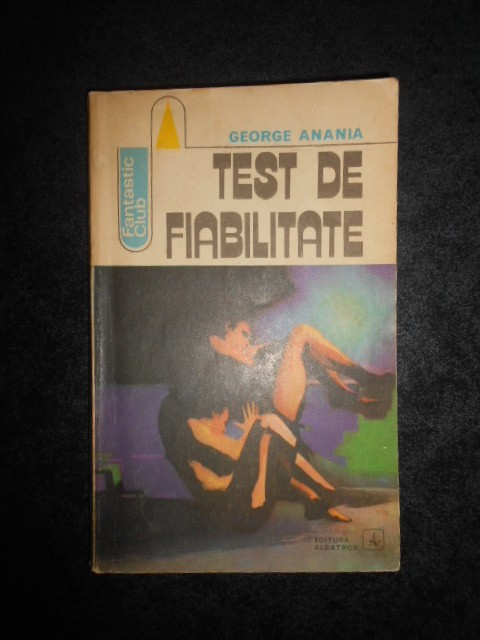 GEORGE ANANIA
TEST DE
FIABILITATE
Fantastic
Club
EDITURA
ALBATROS